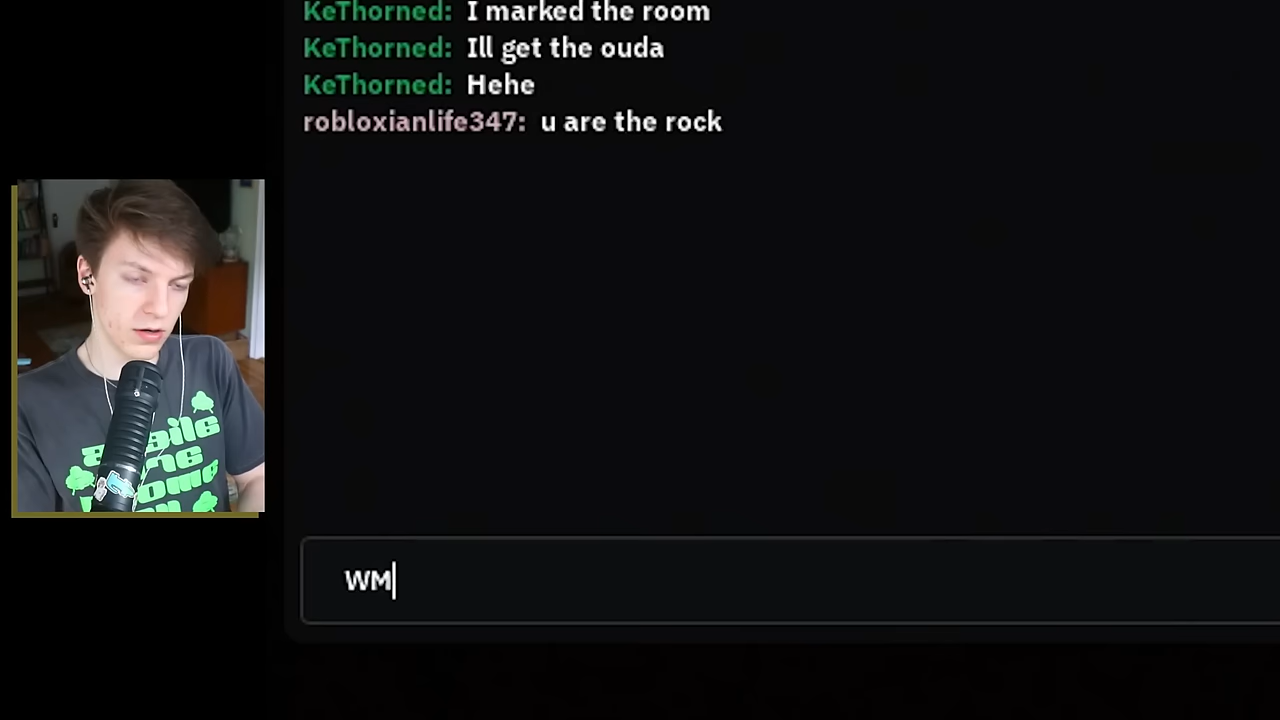 KeThorned: I marked the room
KeThorned: Ill get the ouda
KeThorned: Hehe
robloxianlife347: u are the rock
WM